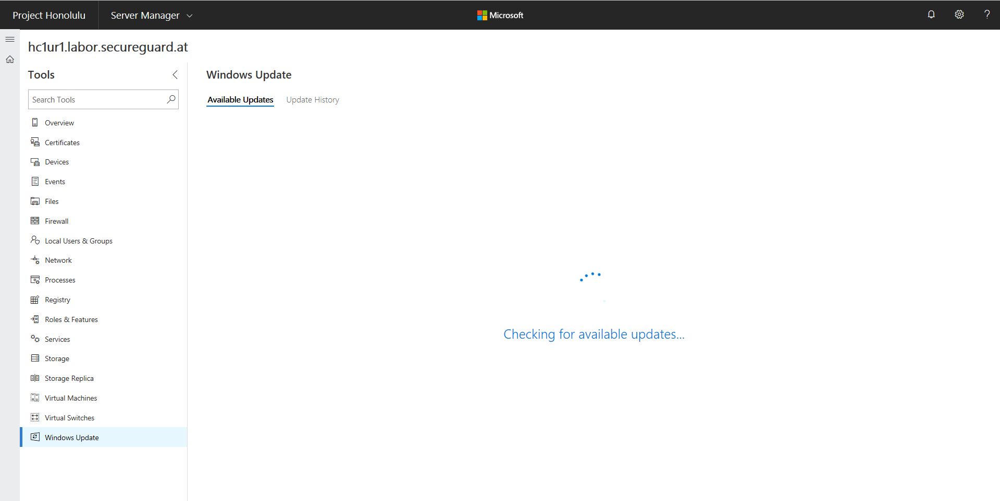 Project Honolulu
Server Manager
Microsoft
?
hc1ur1.labor.secureguard.at
Tools
Search Tools
Overview
Certificates
Devices
Events
Files
Firewall
Local Users & Groups
Network
Processes
Registry
Roles & Features
Services
Storage
Storage Replica
Virtual Machines
Virtual Switches
Windows Update
Windows Update
Available Updates
Update History
Checking for available updates...